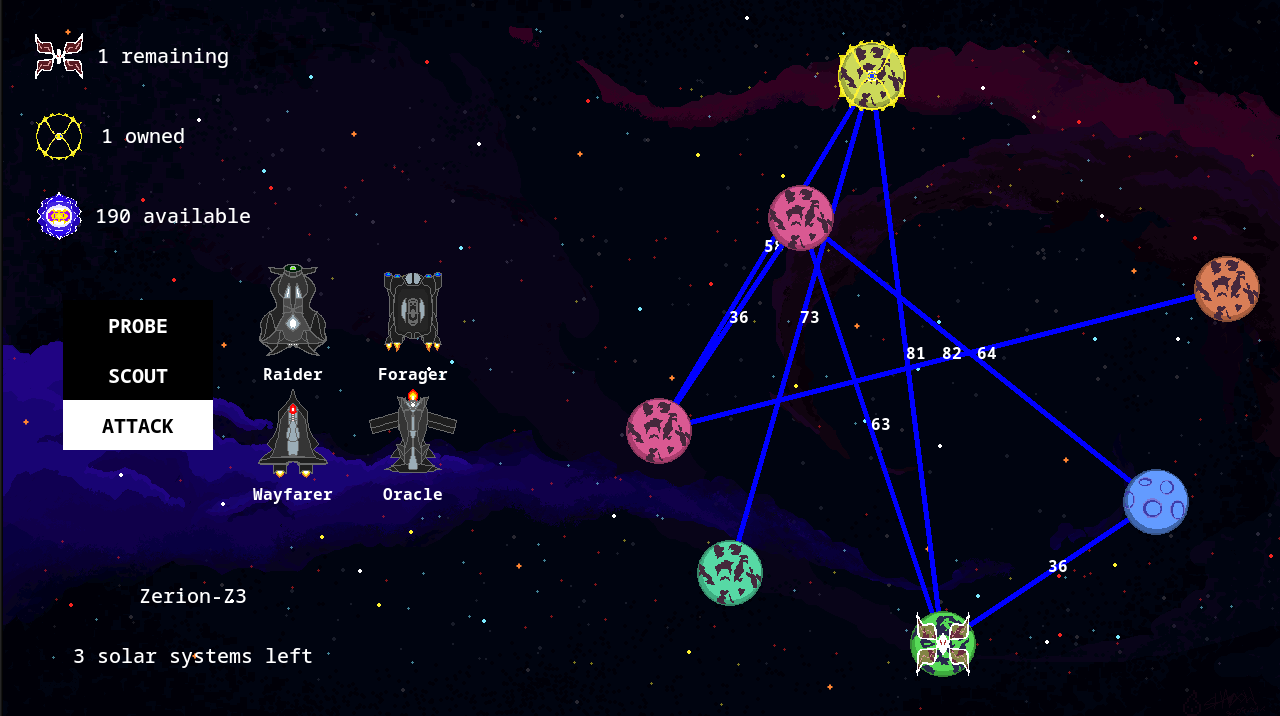 1 remaining
1 owned
190 available
PROBE
SCOUT
ATTACK
Raider
Forager
Wayfarer
Oracle
Zerion-Z3
3 solar systems left
36
73
81
82
64
63
36